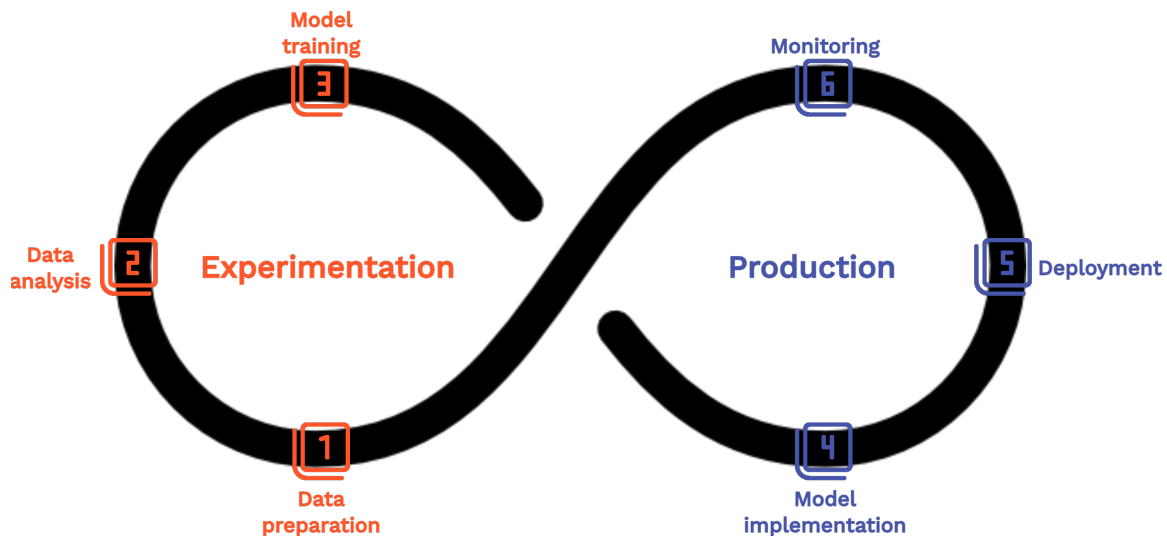 Model
training
3
Monitoring
6
Data
analysis
2
Experimentation
Production
5
Deployment
1
Data
preparation
4
Model
implementation